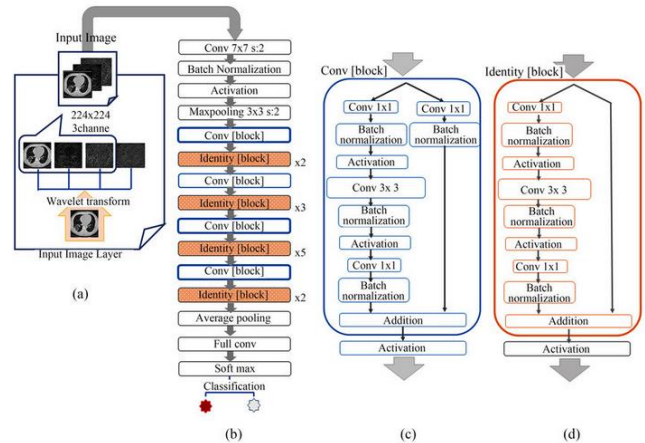 Input Image
224x224
3channe
Wavelet transform
Input Image Layer
(a)
Conv 7x7 s:2
Batch Normalization
Activation
Maxpooling 3x3 s:2
Conv [block]
Identity [block]
x2
Conv [block]
Identity [block]
x3
Conv [block]
Identity [block]
x5
Conv [block]
Identity [block]
x2
Average pooling
Full conv
Soft max
Classification
(b)
Conv [block]
Conv 1x1
Conv 1x1
Batch
normalization
Batch
normalization
Activation
Conv 3x 3
Batch
normalization
Activation
Conv 1x1
Batch
normalization
Addition
Activation
(c)
Identity [block]
Conv 1x1
Batch
normalization
Activation
Conv 3x 3
Batch
normalization
Activation
Conv 1x1
Batch
normalization
Addition
Activation
(d)